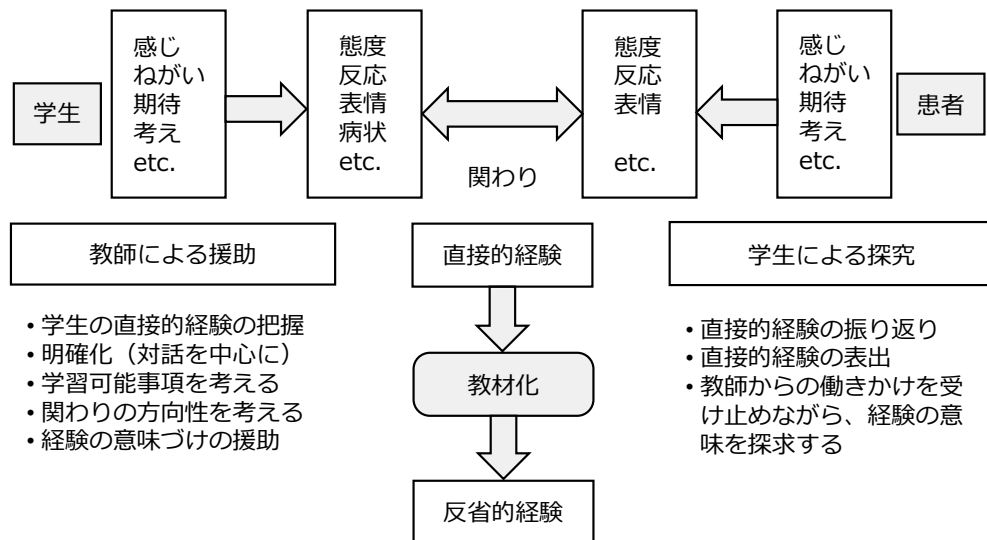 学生
感じ
ねがい
期待
考え
etc.
態度
反応
表情
病状
etc.
関わり
態度
反応
表情
etc.
感じ
ねがい
期待
考え
etc.
患者
教師による援助
・学生の直接的経験の把握
・明確化（対話を中心に）
・学習可能事項を考える
・関わりの方向性を考える
・経験の意味づけの援助
直接的経験
教材化
反省的経験
学生による探究
・直接的経験の振り返り
・直接的経験の表出
・教師からの働きかけを受
け止めながら、経験の意
味を探求する